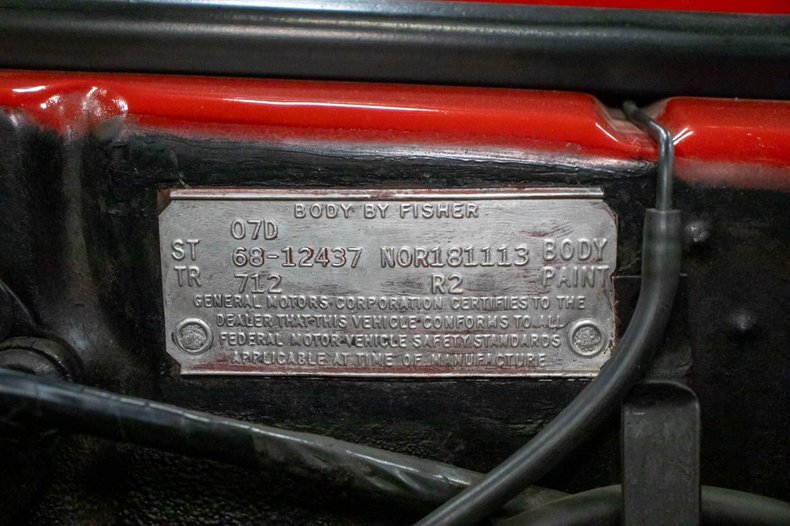 BODY BY FISHER
07D
ST 68-12437 NOR181113 BODY
TR 712 R2 PAINT
GENERAL MOTORS CORPORATION CERTIFIES TO THE
DEALER THAT THIS VEHICLE CONFORMS TO ALL
FEDERAL MOTOR VEHICLE SAFETY STANDARDS
APPLICABLE AT TIME OF MANUFACTURE